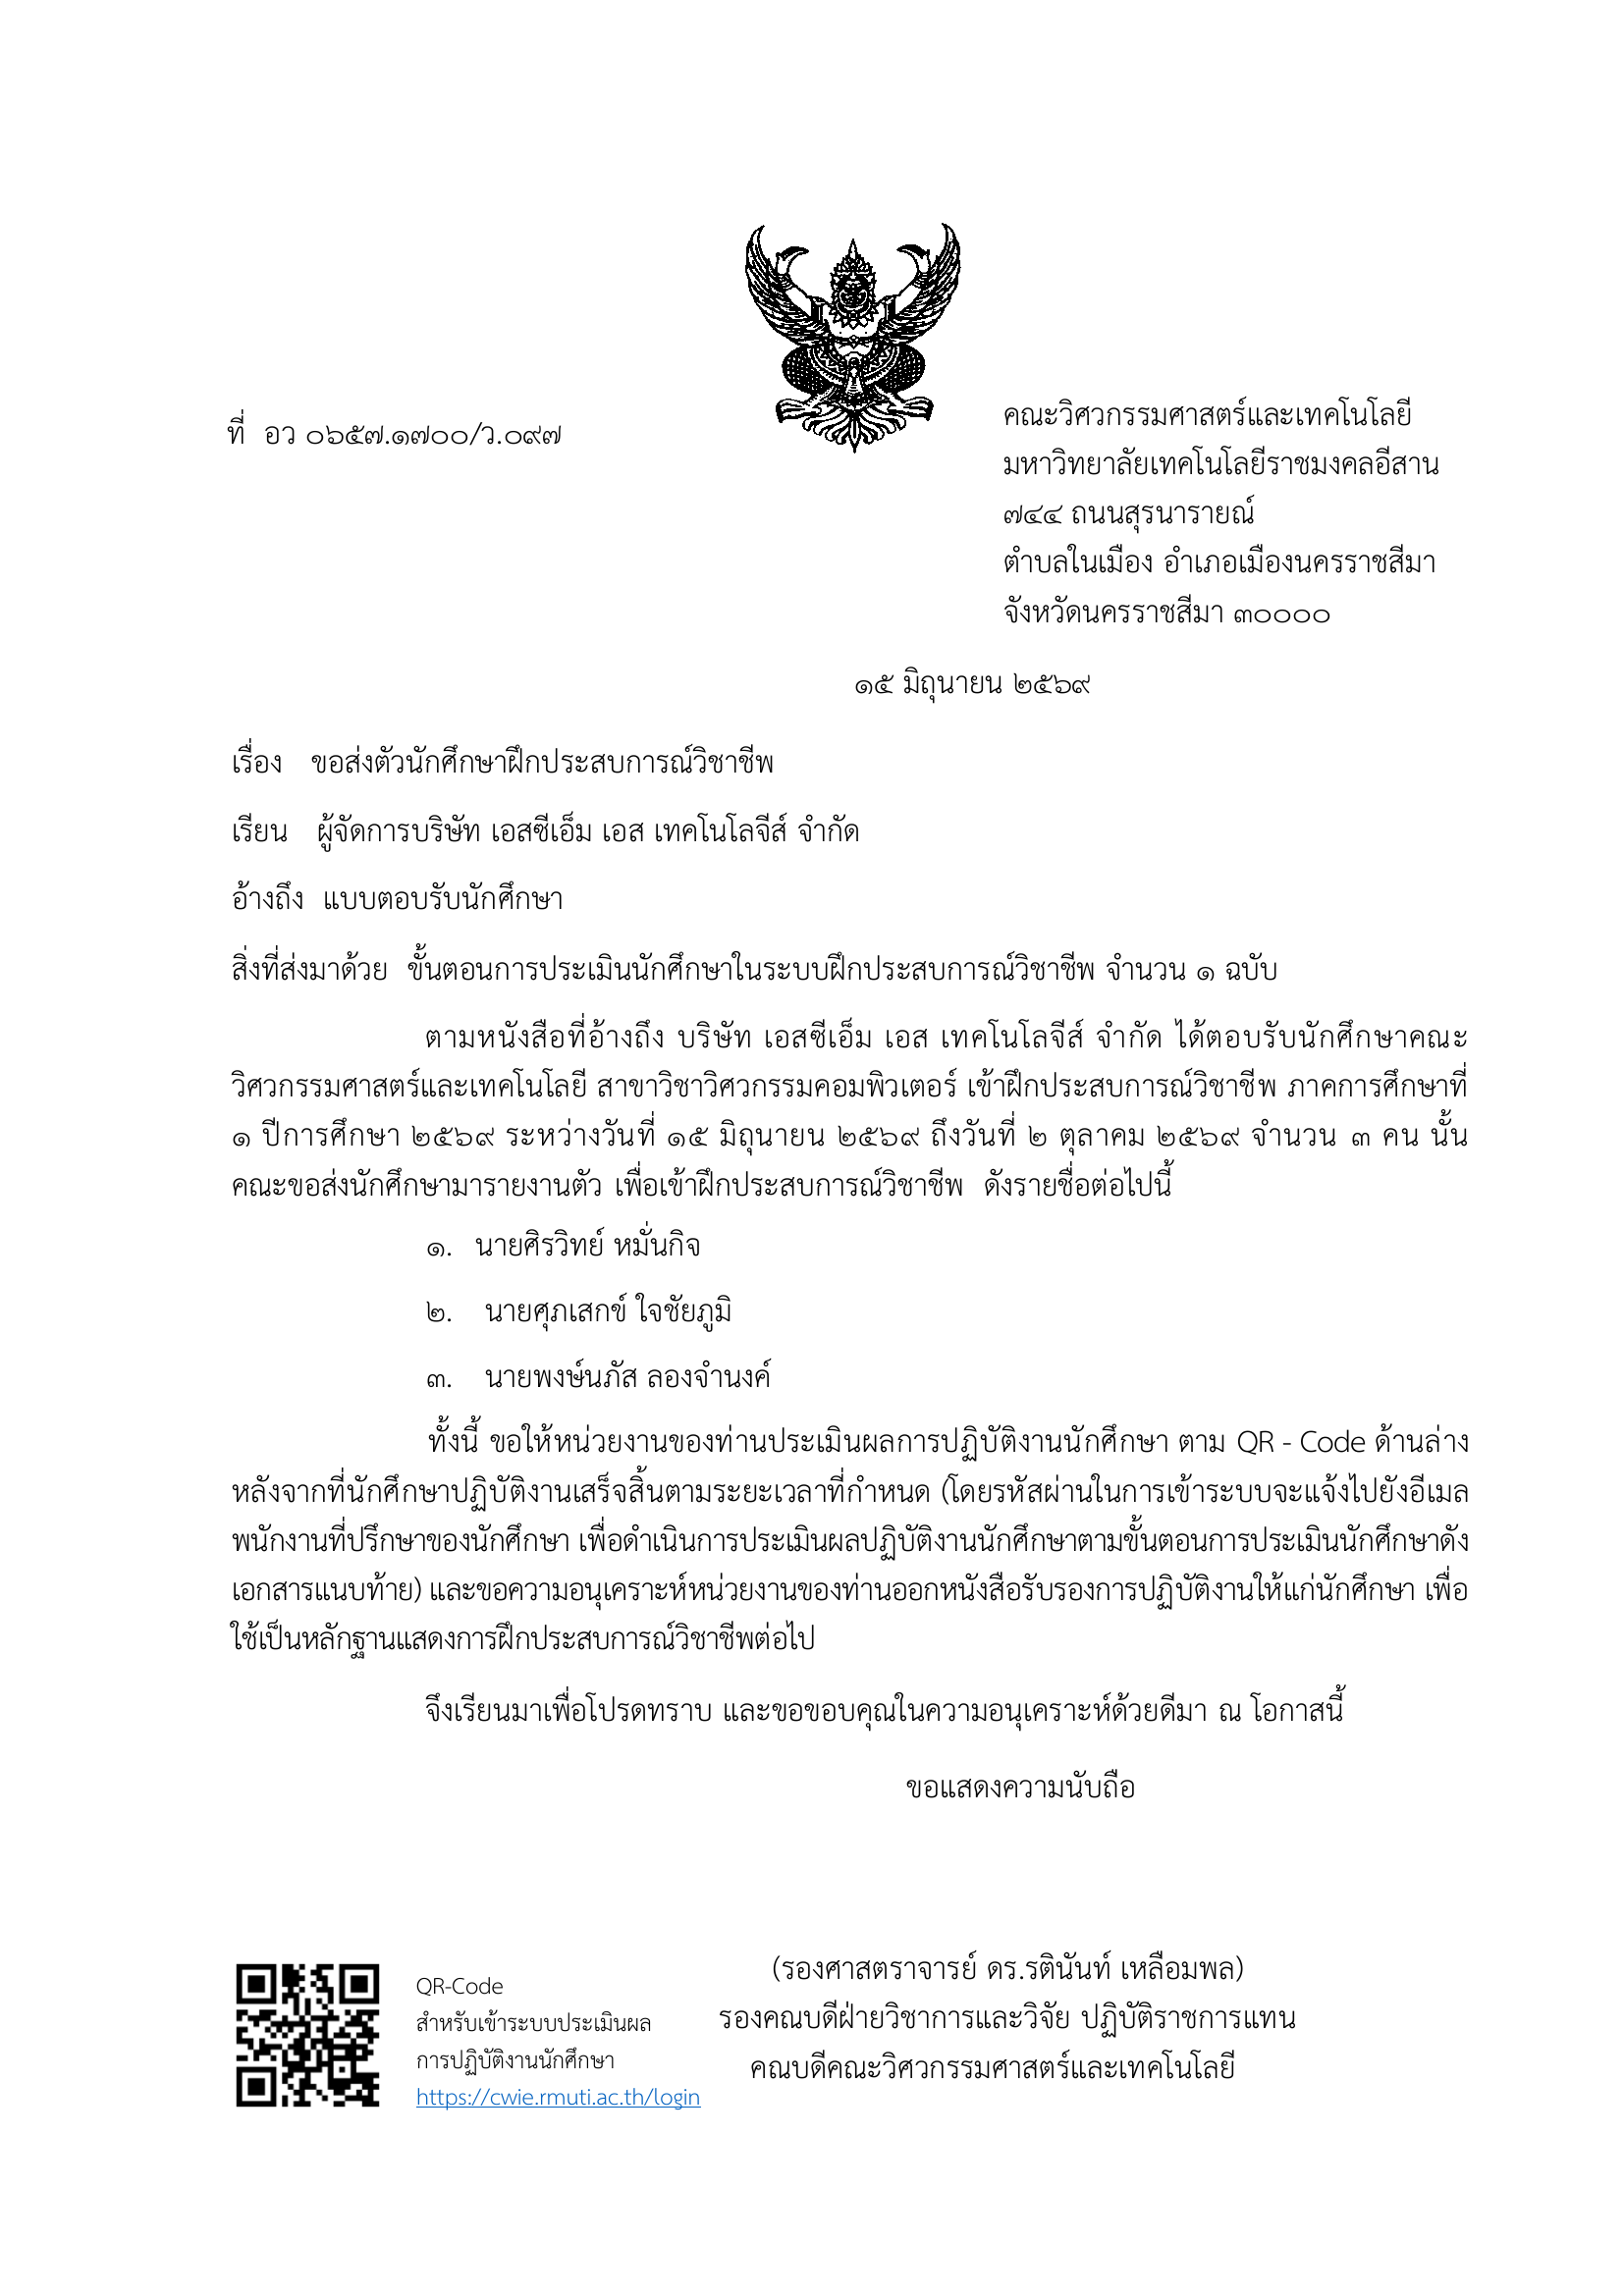 ที่ อว ๐๖๕๗.๑๗๐๐/ว.๐๙๗
คณะวิศวกรรมศาสตร์และเทคโนโลยี
มหาวิทยาลัยเทคโนโลยีราชมงคลอีสาน
๗๔๔ ถนนสุรนารายณ์
ตำบลในเมือง อำเภอเมืองนครราชสีมา
จังหวัดนครราชสีมา ๓๐๐๐๐
๑๕ มิถุนายน ๒๕๖๙
เรื่อง ขอส่งตัวนักศึกษาฝึกประสบการณ์วิชาชีพ
เรียน ผู้จัดการบริษัท เอสซีเอ็ม เอส เทคโนโลจีส์ จำกัด
อ้างถึง แบบตอบรับนักศึกษา
สิ่งที่ส่งมาด้วย ขั้นตอนการประเมินนักศึกษาในระบบฝึกประสบการณ์วิชาชีพ จำนวน ๑ ฉบับ
ตามหนังสือที่อ้างถึง บริษัท เอสซีเอ็ม เอส เทคโนโลจีส์ จำกัด ได้ตอบรับนักศึกษาคณะ
วิศวกรรมศาสตร์และเทคโนโลยี สาขาวิชาวิศวกรรมคอมพิวเตอร์ เข้าฝึกประสบการณ์วิชาชีพ ภาคการศึกษาที่
๑ ปีการศึกษา ๒๕๖๙ ระหว่างวันที่ ๑๕ มิถุนายน ๒๕๖๙ ถึงวันที่ ๒ ตุลาคม ๒๕๖๙ จำนวน ๓ คน นั้น
คณะขอส่งนักศึกษามารายงานตัว เพื่อเข้าฝึกประสบการณ์วิชาชีพ ดังรายชื่อต่อไปนี้
๑. นายศิรวิทย์ หมั่นกิจ
๒. นายศุภเสกข์ ใจชัยภูมิ
๓. นายพงษ์นภัส ลองจำนงค์
ทั้งนี้ ขอให้หน่วยงานของท่านประเมินผลการปฏิบัติงานนักศึกษา ตาม QR - Code ด้านล่าง
หลังจากที่นักศึกษาปฏิบัติงานเสร็จสิ้นตามระยะเวลาที่กำหนด (โดยรหัสผ่านในการเข้าระบบจะแจ้งไปยังอีเมล
พนักงานที่ปรึกษาของนักศึกษา เพื่อดำเนินการประเมินผลปฏิบัติงานนักศึกษาตามขั้นตอนการประเมินนักศึกษาดัง
เอกสารแนบท้าย) และขอความอนุเคราะห์หน่วยงานของท่านออกหนังสือรับรองการปฏิบัติงานให้แก่นักศึกษา เพื่อ
ใช้เป็นหลักฐานแสดงการฝึกประสบการณ์วิชาชีพต่อไป
จึงเรียนมาเพื่อโปรดทราบ และขอขอบคุณในความอนุเคราะห์ด้วยดีมา ณ โอกาสนี้
ขอแสดงความนับถือ
(รองศาสตราจารย์ ดร.รตินันท์ เหลือมพล)
รองคณบดีฝ่ายวิชาการและวิจัย ปฏิบัติราชการแทน
คณบดีคณะวิศวกรรมศาสตร์และเทคโนโลยี
QR-Code
สำหรับเข้าระบบประเมินผล
การปฏิบัติงานนักศึกษา
https://cwie.rmuti.ac.th/login